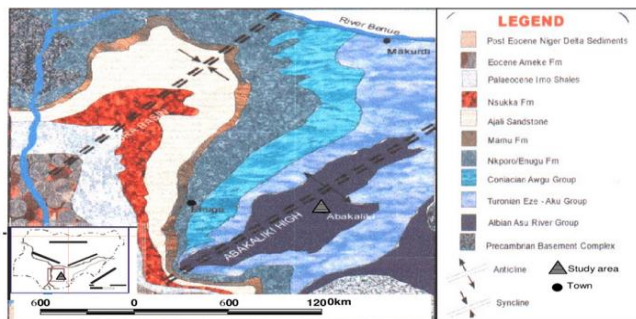 River Benue
Makurdi
Enugu
ABAKALIKI HIGH
Abakaliki
600
0
600
1200km
LEGEND
Post Eocene Niger Delta Sediments
Eocene Ameke Fm
Palaeocene Imo Shales
Nsukka Fm
Ajali Sandstone
Mamu Fm
Nkporo/Enugu Fm
Coniacian Awgu Group
Turonian Eze - Aku Group
Albian Asu River Group
Precambrian Basement Complex
Anticline
Study area
Town
Syncline